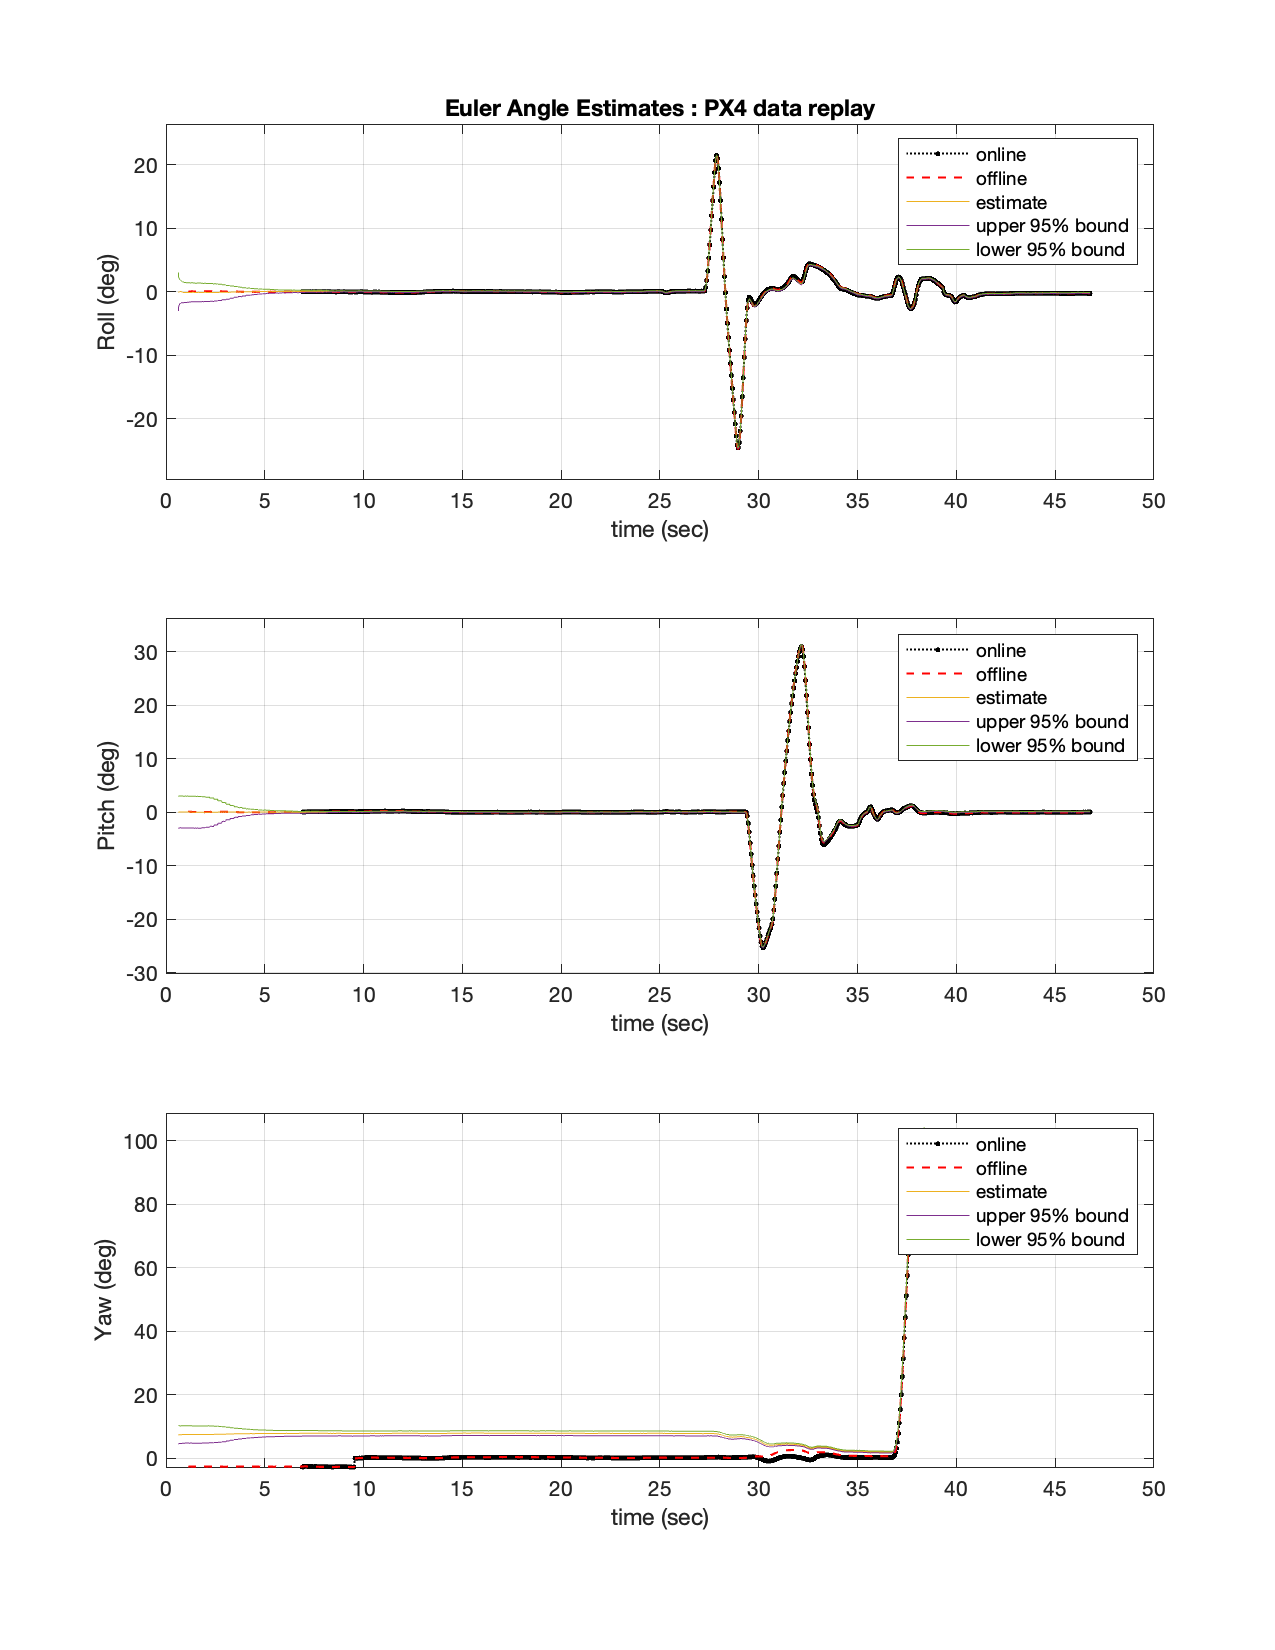 Euler Angle Estimates : PX4 data replay
online
offline
estimate
upper 95% bound
lower 95% bound
20
10
0
-10
-20
Roll (deg)
0 5 10 15 20 25 30 35 40 45 50
time (sec)
online
offline
estimate
upper 95% bound
lower 95% bound
30
20
10
0
-10
-20
-30
Pitch (deg)
0 5 10 15 20 25 30 35 40 45 50
time (sec)
online
offline
estimate
upper 95% bound
lower 95% bound
100
80
60
40
20
0
Yaw (deg)
0 5 10 15 20 25 30 35 40 45 50
time (sec)